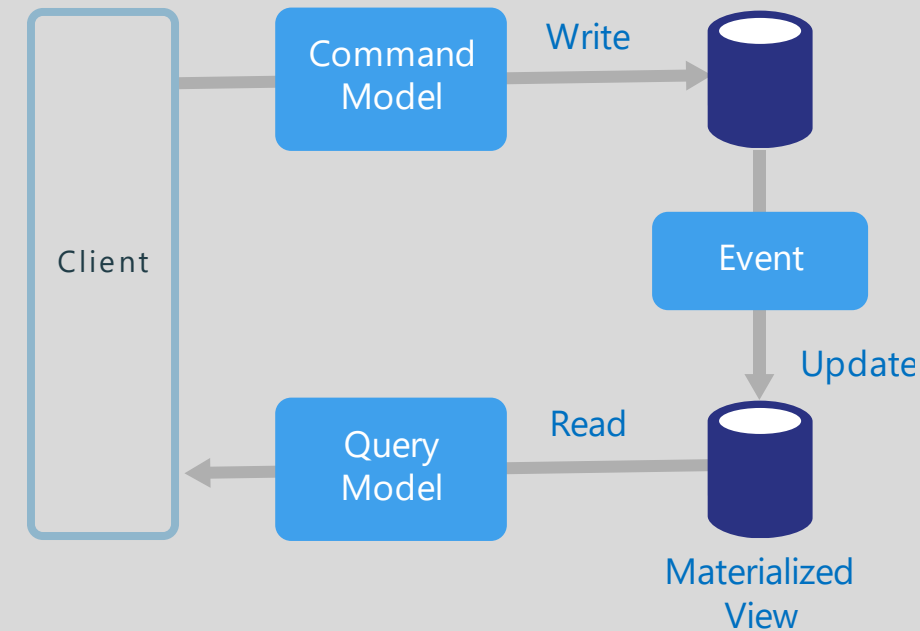 Command
Model
Write
Client
Event
Update
Query
Model
Read
Materialized
View